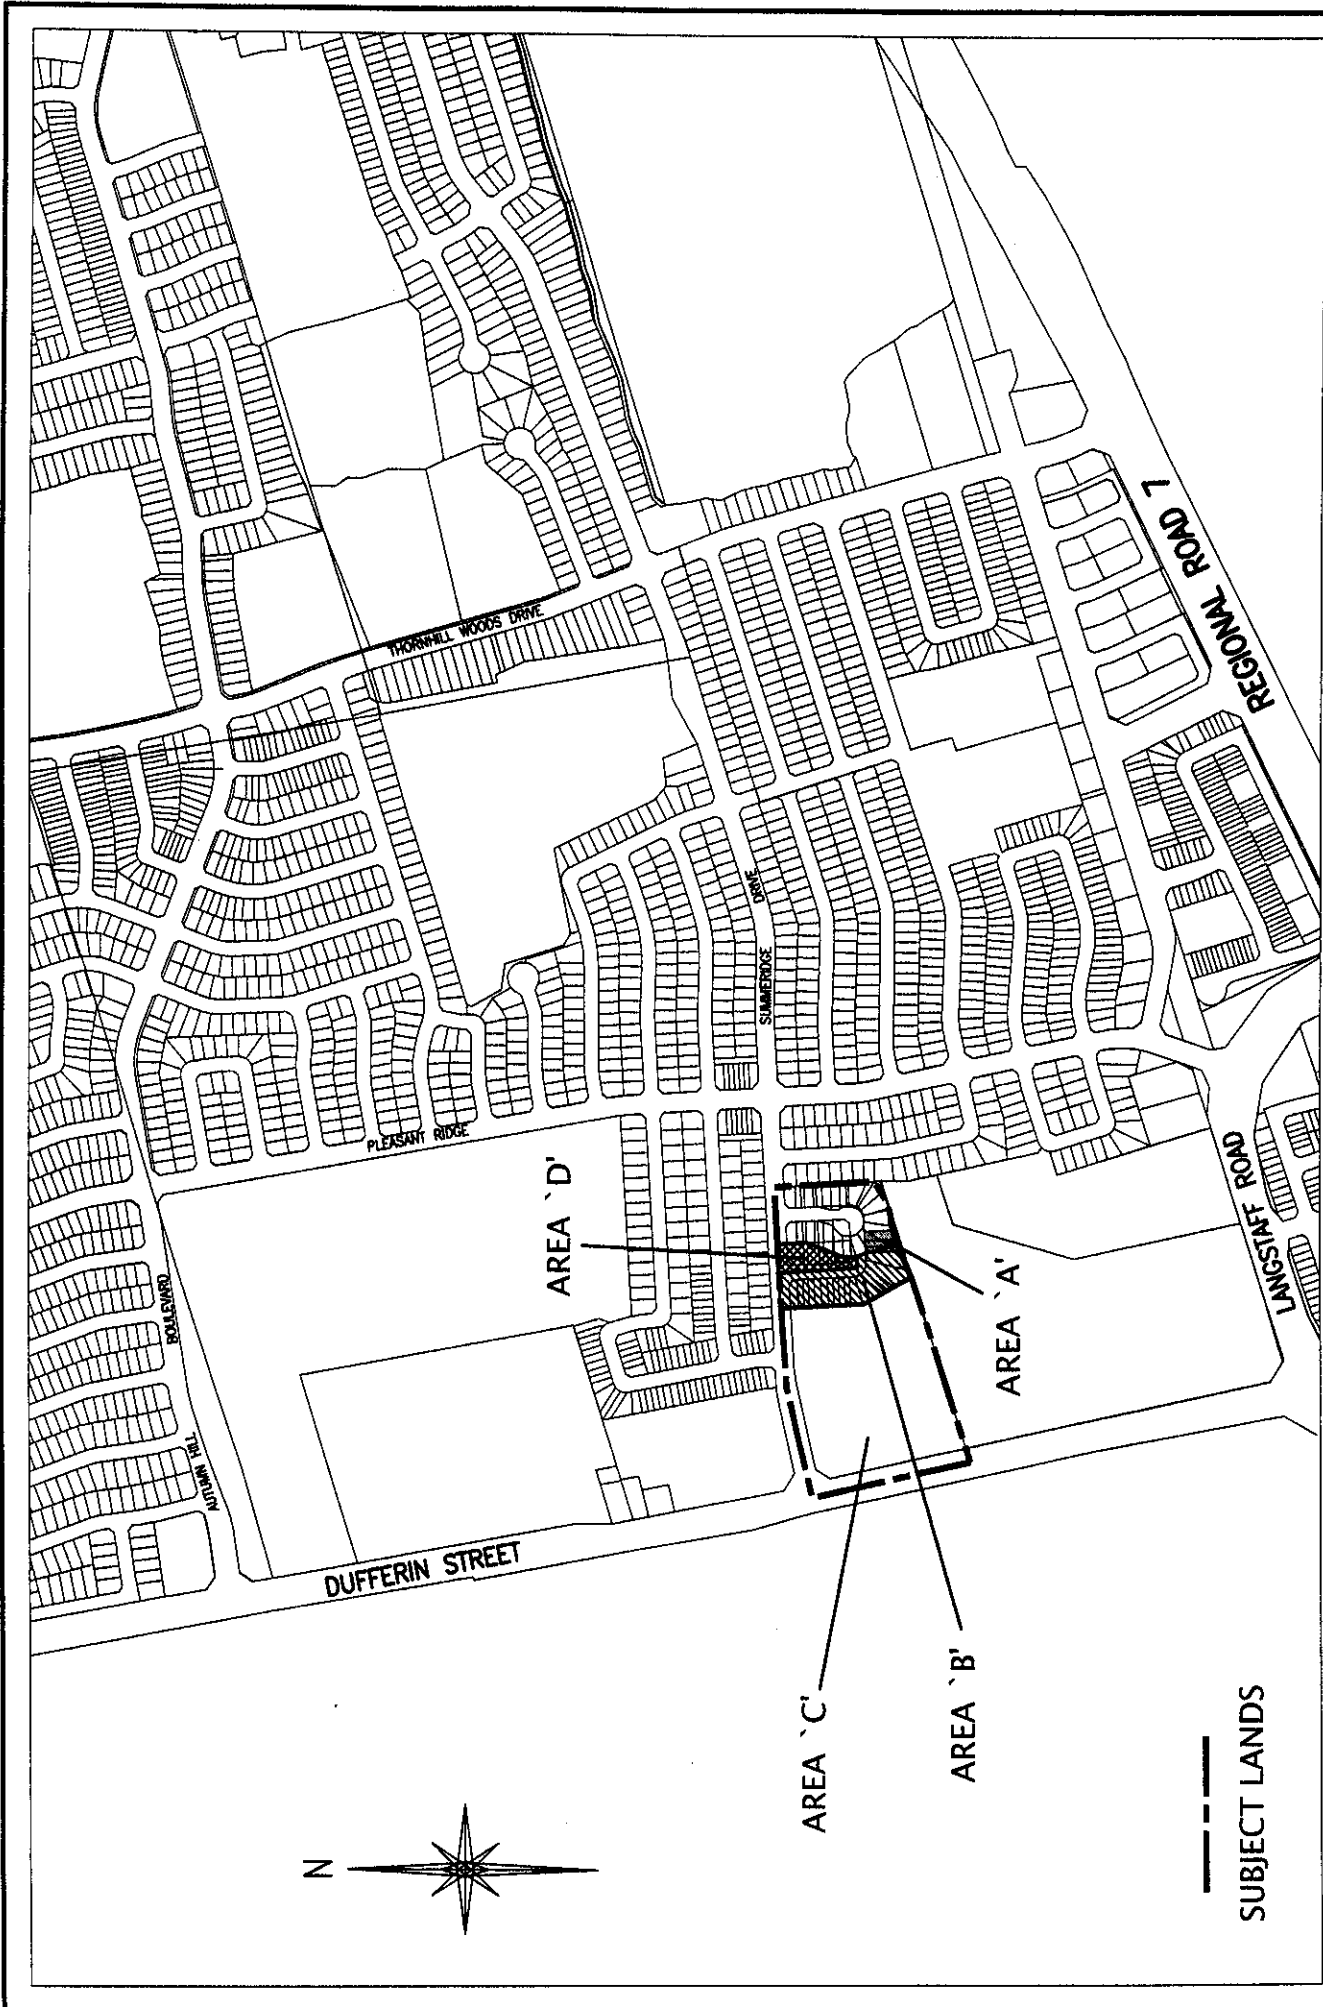 THORNHILL WOODS DRIVE
REGIONAL ROAD 7
SUMMERIDGE
DRIVE
PLEASANT RIDGE
AREA `D'
BOULEVARD
AUTUMN HILL
DUFFERIN STREET
LANGSTAFF ROAD
AREA `A'
AREA `B'
AREA `C'
N
SUBJECT LANDS